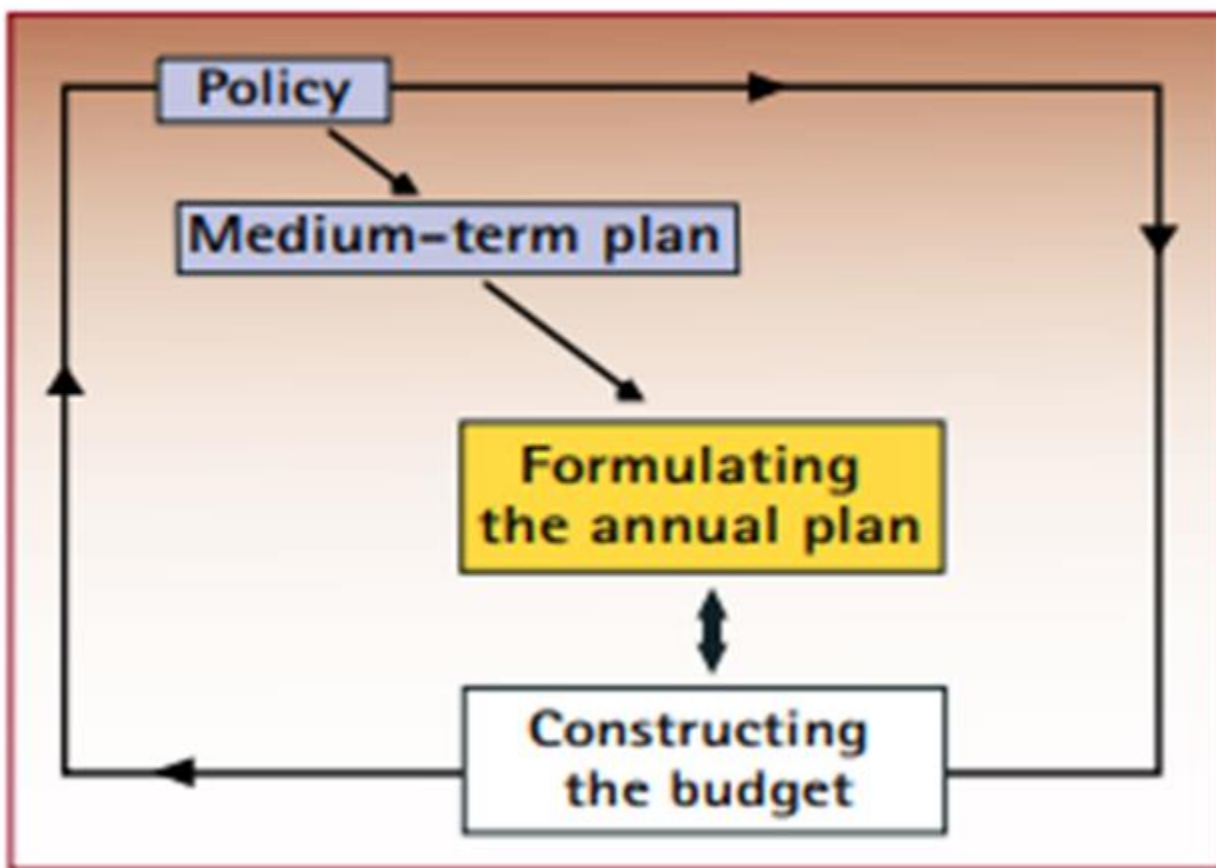 Policy
Medium-term plan
Formulating
the annual plan
Constructing
the budget